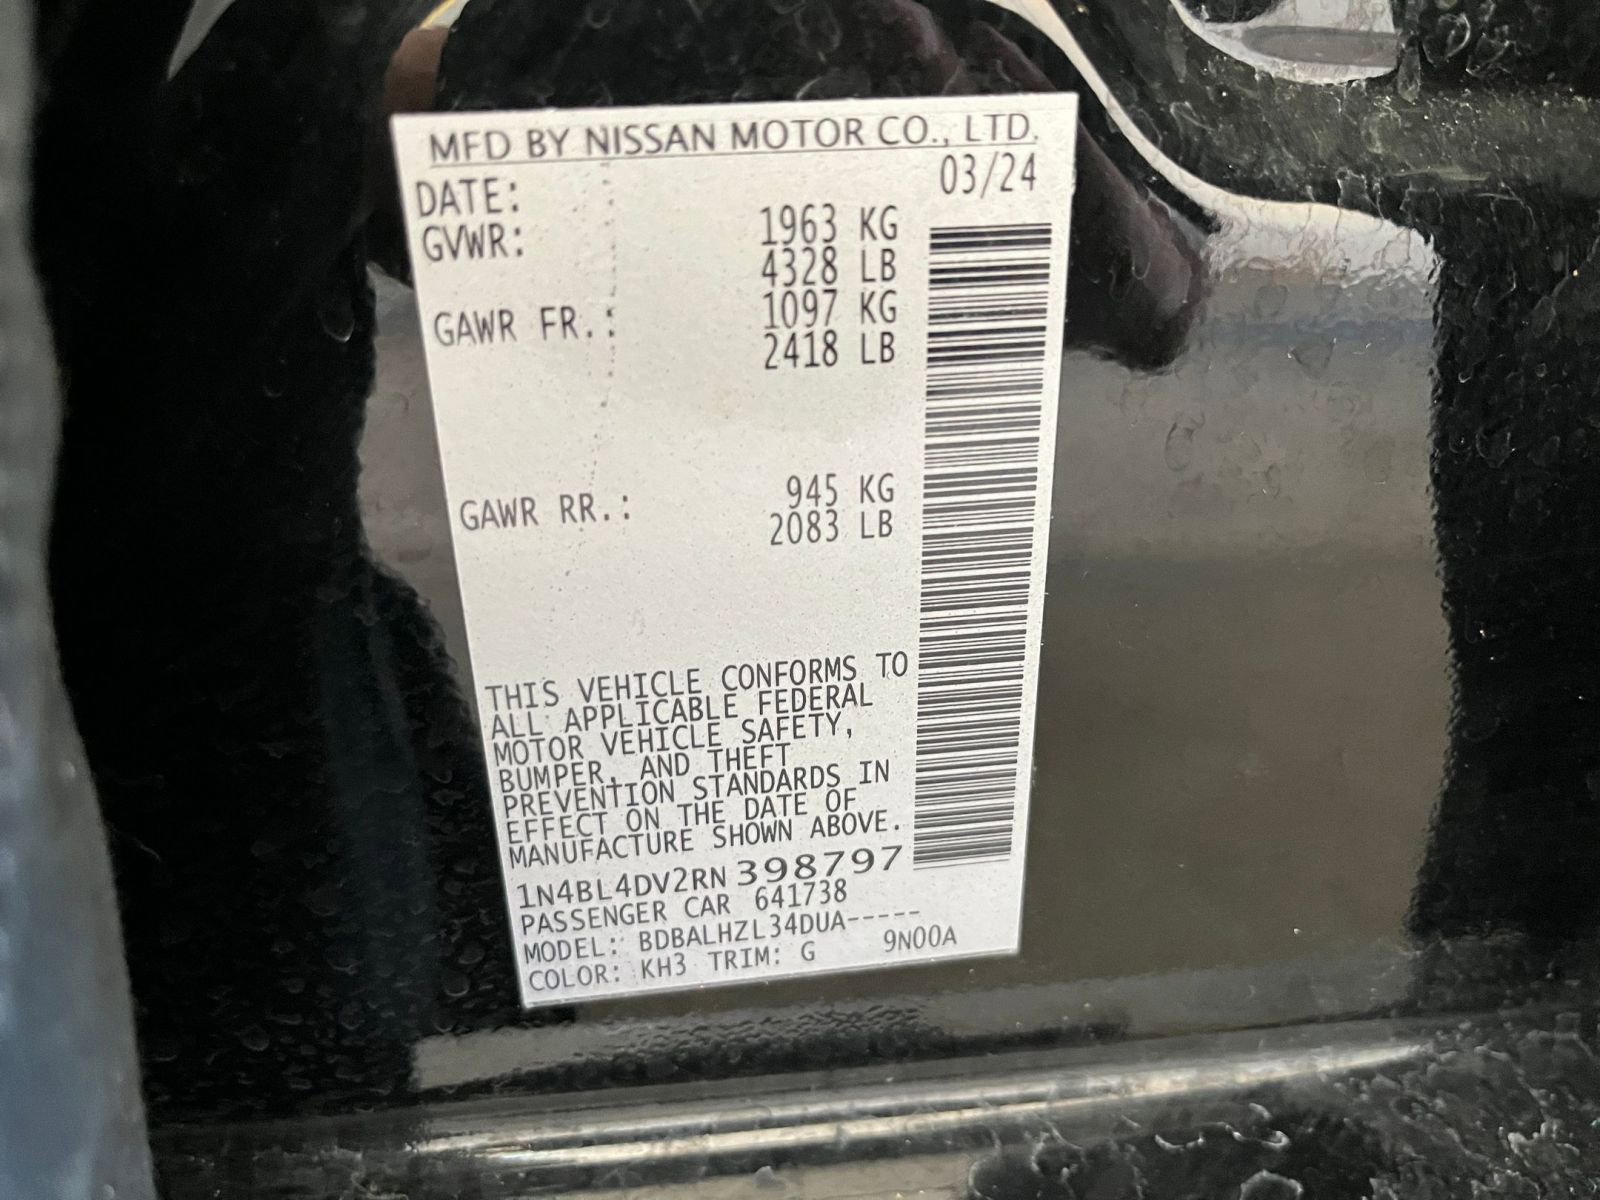 MFD BY NISSAN MOTOR CO., LTD.
DATE: 03/24
GVWR: 1963 KG
4328 LB
GAWR FR.: 1097 KG
2418 LB
GAWR RR.: 945 KG
2083 LB
THIS VEHICLE CONFORMS TO
ALL APPLICABLE FEDERAL
MOTOR VEHICLE SAFETY,
BUMPER, AND THEFT
PREVENTION STANDARDS IN
EFFECT ON THE DATE OF
MANUFACTURE SHOWN ABOVE.
1N4BL4DV2RN398797
PASSENGER CAR 641738
MODEL: BDBALHZL34DUA-----
COLOR: KH3 TRIM: G 9N00A